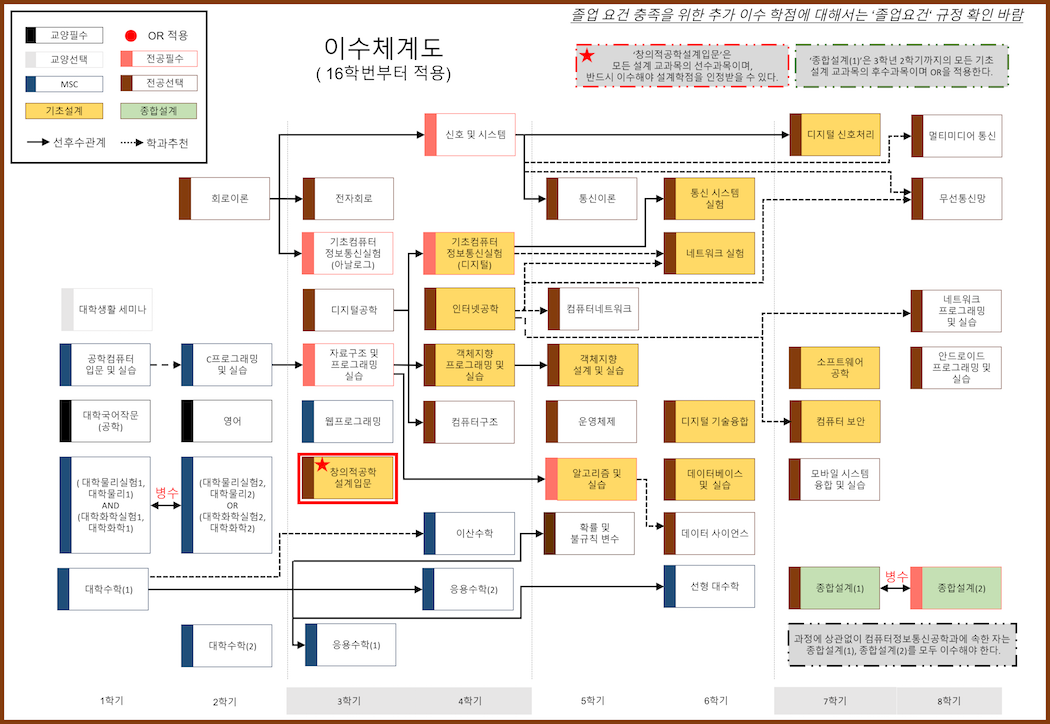 졸업 요건 충족을 위한 추가 이수 학점에 대해서는 '졸업요건' 규정 확인 바람
교양필수
OR 적용
교양선택
전공필수
MSC
전공선택
기초설계
종합설계
선후수관계
학과추천
이수체계도
( 16학번부터 적용)
'창의적공학설계입문'은
모든 설계 교과목의 선수과목이며,
반드시 이수해야 설계학점을 인정받을 수 있다.
'종합설계(1)'은 3학년 2학기까지의 모든 기초
설계 교과목의 후수과목이며 OR을 적용한다.
신호 및 시스템
디지털 신호처리
멀티미디어 통신
회로이론
전자회로
통신이론
통신 시스템
실험
무선통신망
기초컴퓨터
정보통신실험
(아날로그)
기초컴퓨터
정보통신실험
(디지털)
네트워크 실험
대학생활 세미나
디지털공학
인터넷공학
컴퓨터네트워크
네트워크
프로그래밍
및 실습
공학컴퓨터
입문 및 실습
C프로그래밍
및 실습
자료구조 및
프로그래밍
실습
객체지향
프로그래밍 및
실습
객체지향
설계 및 실습
소프트웨어
공학
안드로이드
프로그래밍 및
실습
대학국어작문
(공학)
영어
웹프로그래밍
컴퓨터구조
운영체제
디지털 기술융합
컴퓨터 보안
( 대학물리실험1,
대학물리1)
AND
(대학화학실험1,
대학화학1)
병수
(대학물리실험2,
대학물리2)
OR
(대학화학실험2,
대학화학2)
창의적공학
설계입문
알고리즘 및
실습
데이터베이스
및 실습
모바일 시스템
융합 및 실습
이산수학
확률 및
불규칙 변수
데이터 사이언스
대학수학(1)
응용수학(2)
선형 대수학
종합설계(1)
병수
종합설계(2)
대학수학(2)
응용수학(1)
과정에 상관없이 컴퓨터정보통신공학과에 속한 자는
종합설계(1), 종합설계(2)를 모두 이수해야 한다.
1학기
2학기
3학기
4학기
5학기
6학기
7학기
8학기